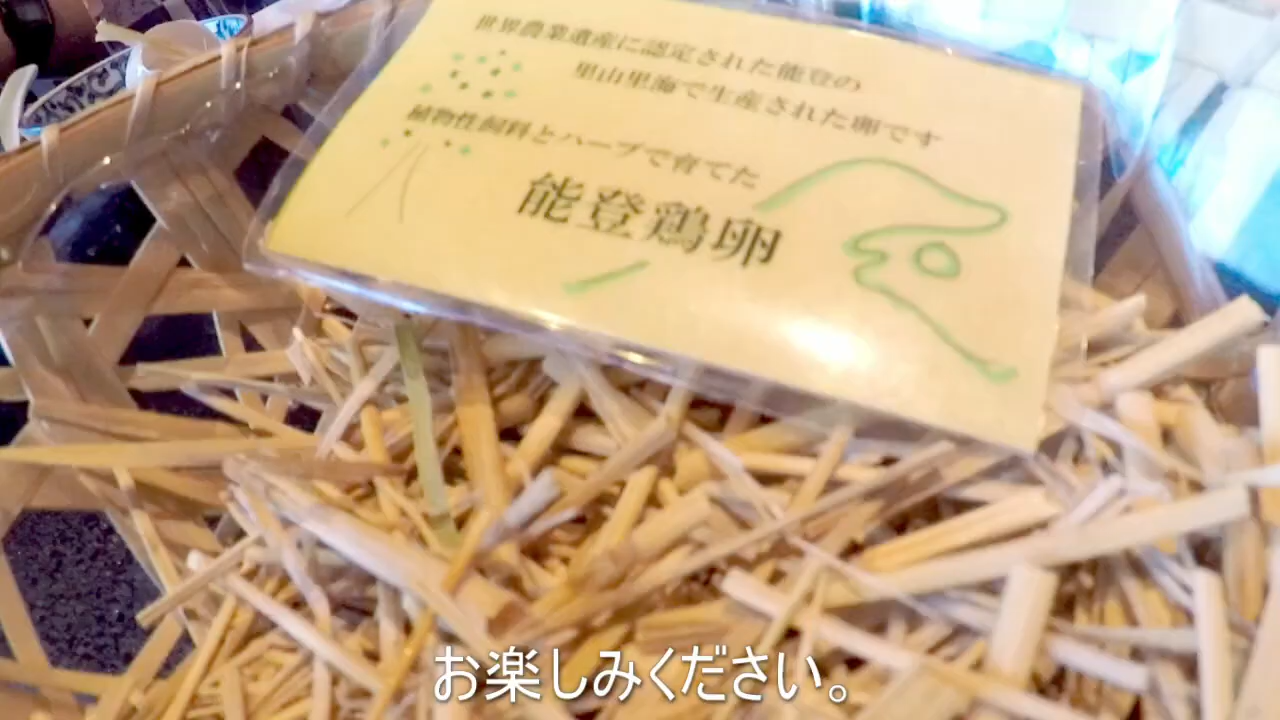 世界農業遺産に認定された能登の
里山里海で生産された卵です
植物性飼料とハーブで育てた
能登鶏卵
お楽しみください。